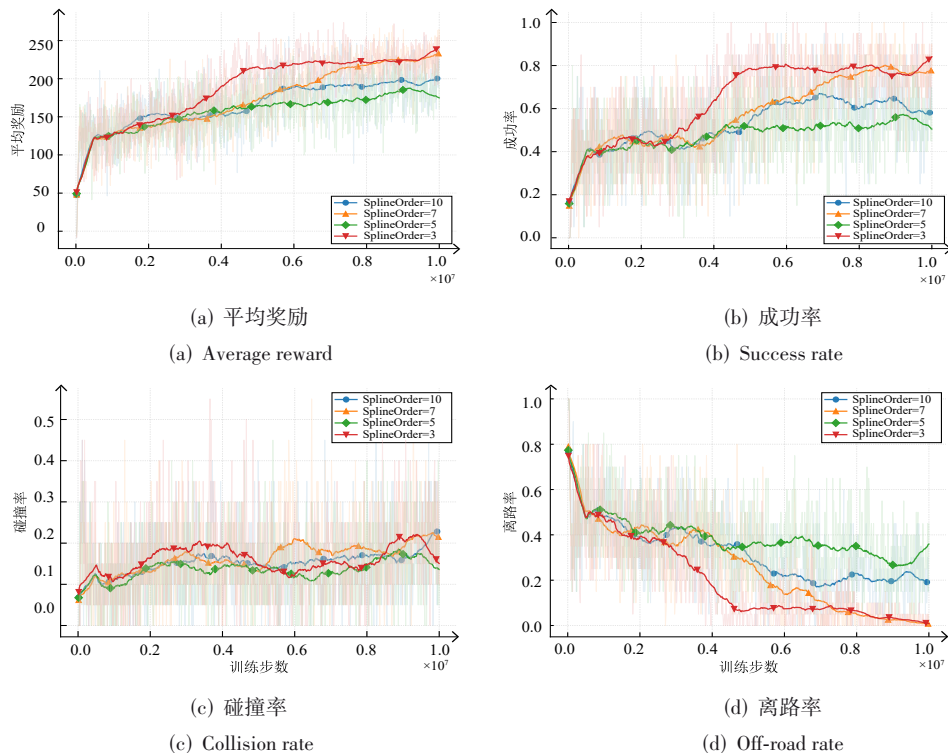 250
200
150
100
50
0
平均奖励
SplineOrder=10
SplineOrder=7
SplineOrder=5
SplineOrder=3
0.0 0.2 0.4 0.6 0.8 1.0
×10⁷
(a) 平均奖励
(a) Average reward
1.0
0.8
0.6
0.4
0.2
0.0
成功率
SplineOrder=10
SplineOrder=7
SplineOrder=5
SplineOrder=3
0.0 0.2 0.4 0.6 0.8 1.0
×10⁷
(b) 成功率
(b) Success rate
0.5
0.4
0.3
0.2
0.1
0.0
碰撞率
SplineOrder=10
SplineOrder=7
SplineOrder=5
SplineOrder=3
0.0 0.2 0.4 0.6 0.8 1.0
训练步数
×10⁷
(c) 碰撞率
(c) Collision rate
1.0
0.8
0.6
0.4
0.2
0.0
离路率
SplineOrder=10
SplineOrder=7
SplineOrder=5
SplineOrder=3
0.0 0.2 0.4 0.6 0.8 1.0
训练步数
×10⁷
(d) 离路率
(d) Off-road rate